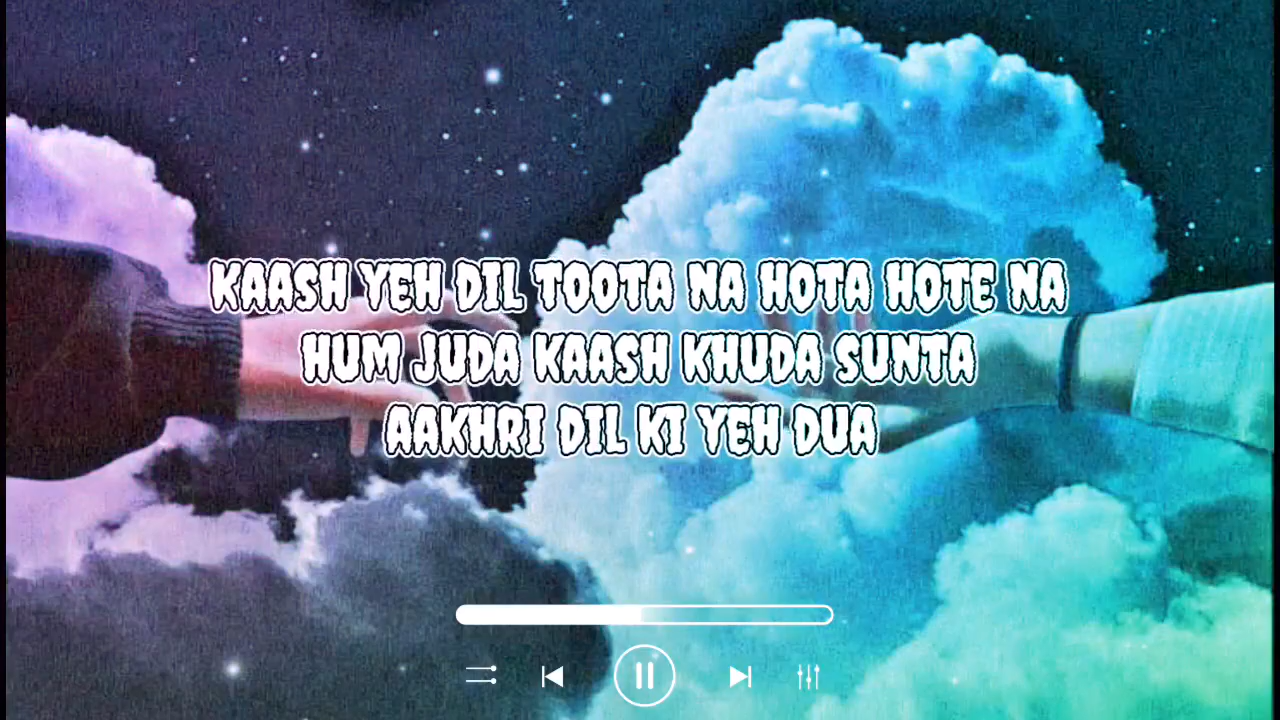 KAASH YEH DIL TOOTA NA HOTA HOTE NA
HUM JUDA KAASH KHUDA SUNTA
AAKHRI DIL KI YEH DUA